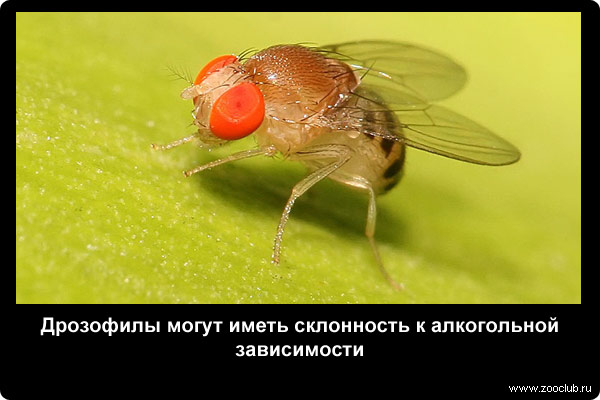 Дрозофилы могут иметь склонность к алкогольной
зависимости
www.zooclub.ru